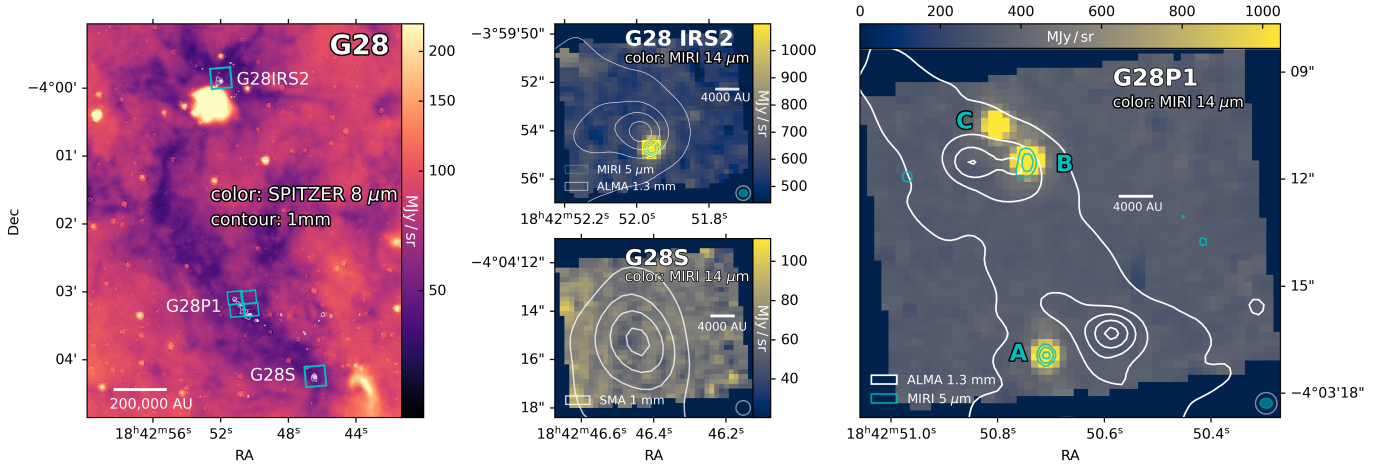 G28
G28IRS2
color: SPITZER 8 μm
contour: 1mm
G28P1
G28S
200,000 AU
−4°00'
01'
02'
03'
04'
Dec
18ʰ42ᵐ56ˢ
52ˢ
48ˢ
44ˢ
RA
200
150
100
50
MJy / sr
G28 IRS2
color: MIRI 14 μm
4000 AU
MIRI 5 μm
ALMA 1.3 mm
−3°59'50"
52"
54"
56"
18ʰ42ᵐ52.2ˢ
52.0ˢ
51.8ˢ
1000
900
800
700
600
500
MJy / sr
G28S
color: MIRI 14 μm
4000 AU
SMA 1 mm
−4°04'12"
14"
16"
18"
18ʰ42ᵐ46.6ˢ
46.4ˢ
46.2ˢ
RA
100
80
60
40
MJy / sr
0
200
400
600
800
1000
MJy / sr
G28P1
color: MIRI 14 μm
C
B
4000 AU
A
ALMA 1.3 mm
MIRI 5 μm
09"
12"
15"
−4°03'18"
18ʰ42ᵐ51.0ˢ
50.8ˢ
50.6ˢ
50.4ˢ
RA